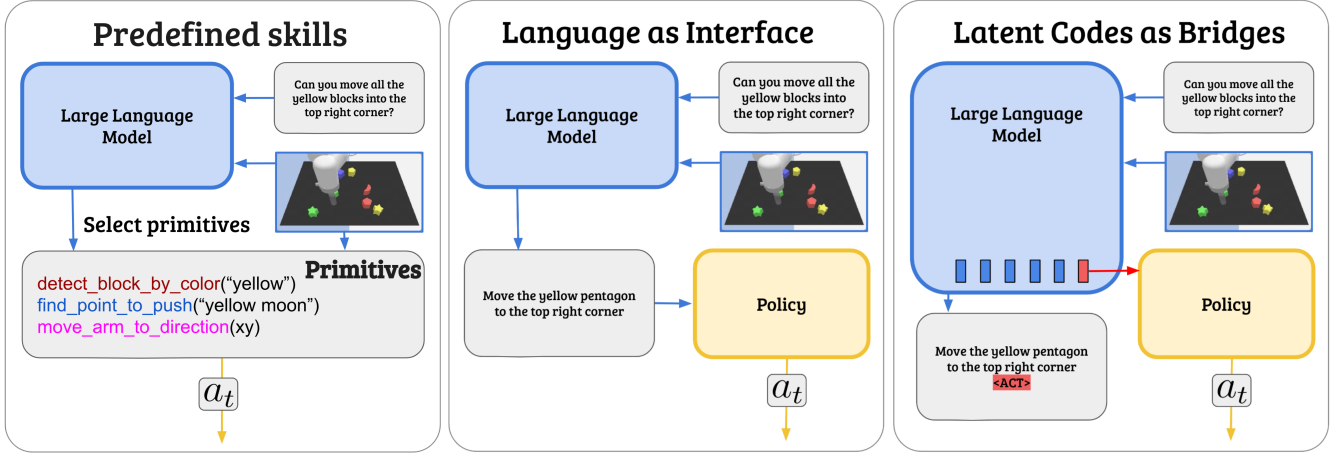 Predefined skills
Large Language
Model
Can you move all the
yellow blocks into the
top right corner?
Select primitives
Primitives
detect_block_by_color(“yellow”)
find_point_to_push(“yellow moon”)
move_arm_to_direction(xy)
a_t
Language as Interface
Large Language
Model
Can you move all the
yellow blocks into
the top right corner?
Move the yellow pentagon
to the top right corner
Policy
a_t
Latent Codes as Bridges
Large Language
Model
Can you move all the
yellow blocks into the
top right corner?
Policy
Move the yellow pentagon
to the top right corner
<ACT>
a_t